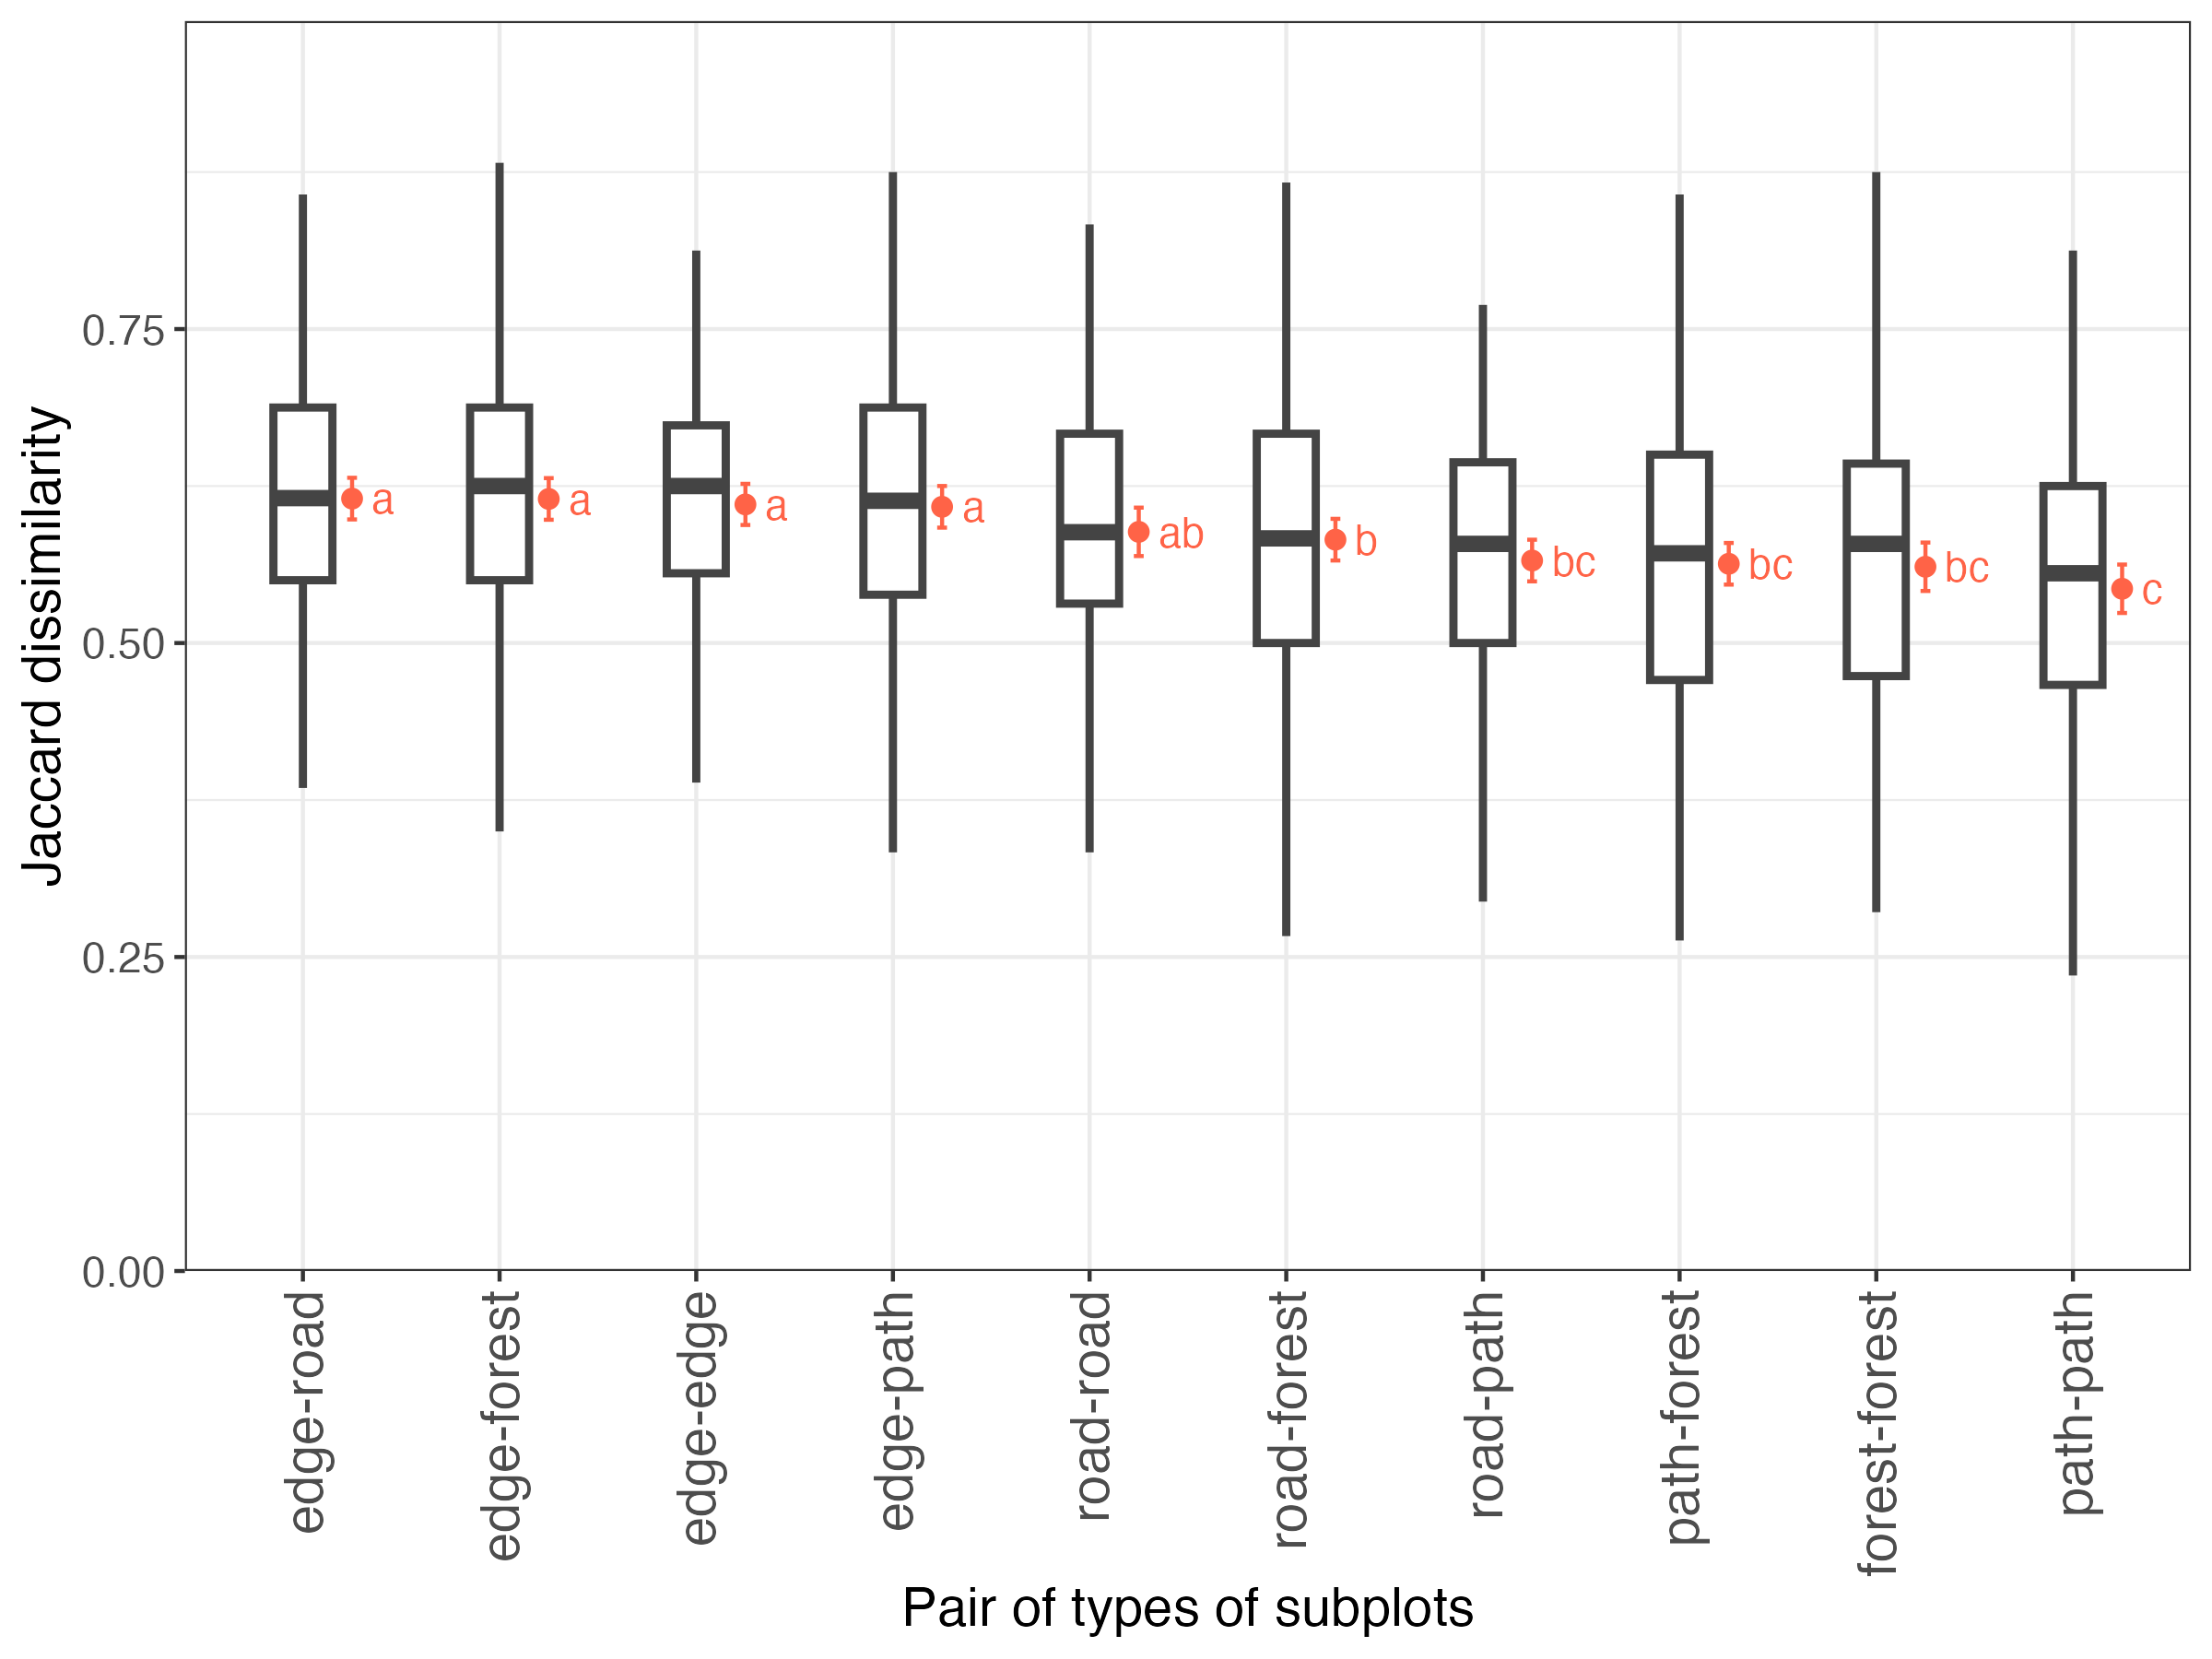 Jaccard dissimilarity
0.75
0.50
0.25
0.00
a
a
a
a
ab
b
bc
bc
bc
c
edge-road
edge-forest
edge-edge
edge-path
road-road
road-forest
road-path
path-forest
forest-forest
path-path
Pair of types of subplots